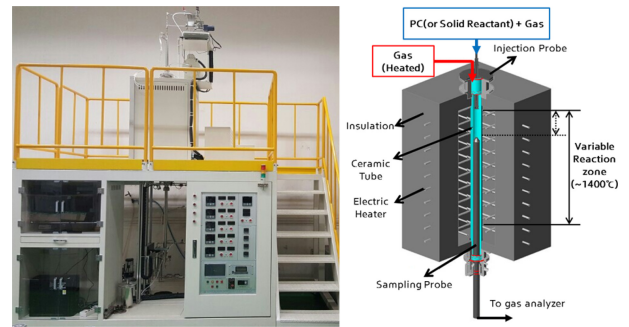 PC(or Solid Reactant) + Gas
Gas
(Heated)
Injection Probe
Insulation
Ceramic
Tube
Electric
Heater
Variable
Reaction
zone
(~1400℃)
Sampling Probe
To gas analyzer